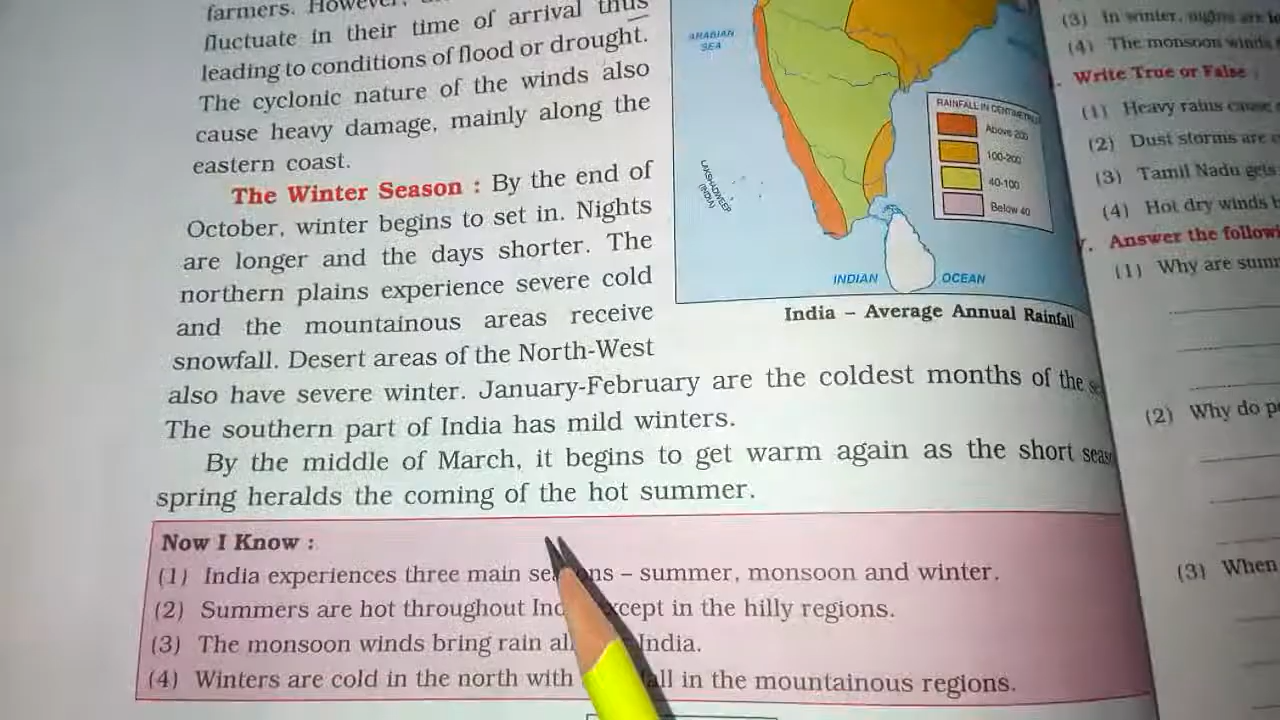 farmers. However,
fluctuate in their time of arrival thus
leading to conditions of flood or drought.
The cyclonic nature of the winds also
cause heavy damage, mainly along the
eastern coast.
The Winter Season : By the end of
October, winter begins to set in. Nights
are longer and the days shorter. The
northern plains experience severe cold
and the mountainous areas receive
snowfall. Desert areas of the North-West
also have severe winter. January-February are the coldest months of the
The southern part of India has mild winters.
By the middle of March, it begins to get warm again as the short
spring heralds the coming of the hot summer.
Now I Know :
(1) India experiences three main – summer, monsoon and winter.
(2) Summers are hot throughout in the hilly regions.
(3) The monsoon winds bring rain India.
(4) Winters are cold in the north with in the mountainous regions.
ARABIAN
SEA
LAKSHADWEEP
(INDIA)
RAINFALL IN CENTIMETRES
Above 200
100-200
40-100
Below 40
INDIAN OCEAN
India – Average Annual Rainfall
(3) In winter, nights are
(4) The monsoon winds
Write True or False :
(1) Heavy rains cause
(2) Dust storms are
(3) Tamil Nadu gets
(4) Hot dry winds
Answer the
(1) Why are
(2) Why do
(3) When